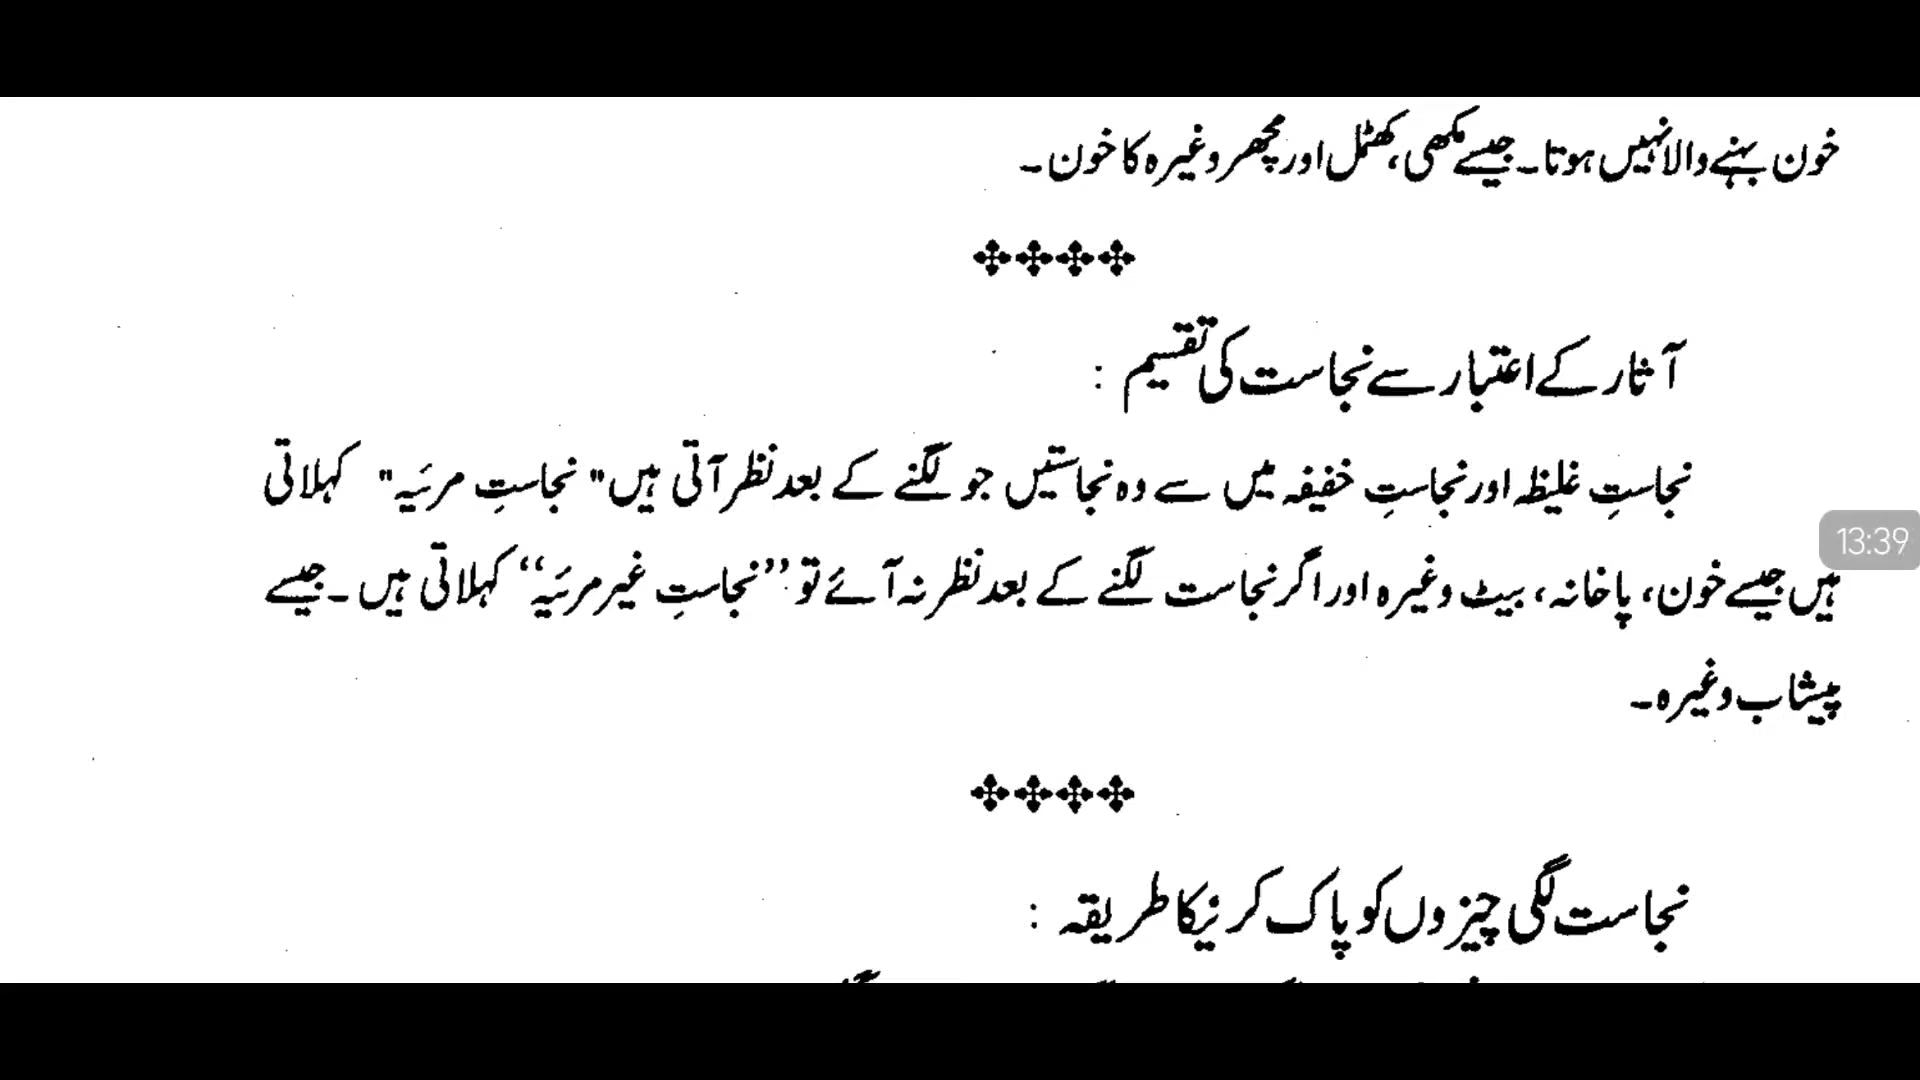 خون بہنے والا نہیں ہوتا۔ جیسے مکھی، کھٹمل اور مچھر وغیرہ کا خون۔
آثار کے اعتبار سے نجاست کی تقسیم :
نجاستِ غلیظہ اور نجاستِ خفیفہ میں سے وہ نجاستیں جو لگنے کے بعد نظر آتی ہیں" نجاستِ مرئیہ" کہلاتی
ہیں جیسے خون، پاخانہ، بیٹ وغیرہ اور اگر نجاست لگنے کے بعد نظر نہ آئے تو ’’نجاستِ غیر مرئیہ‘‘ کہلاتی ہیں۔ جیسے
13:39
پیشاب وغیرہ۔
نجاست لگی چیزوں کو پاک کرنیکا طریقہ :